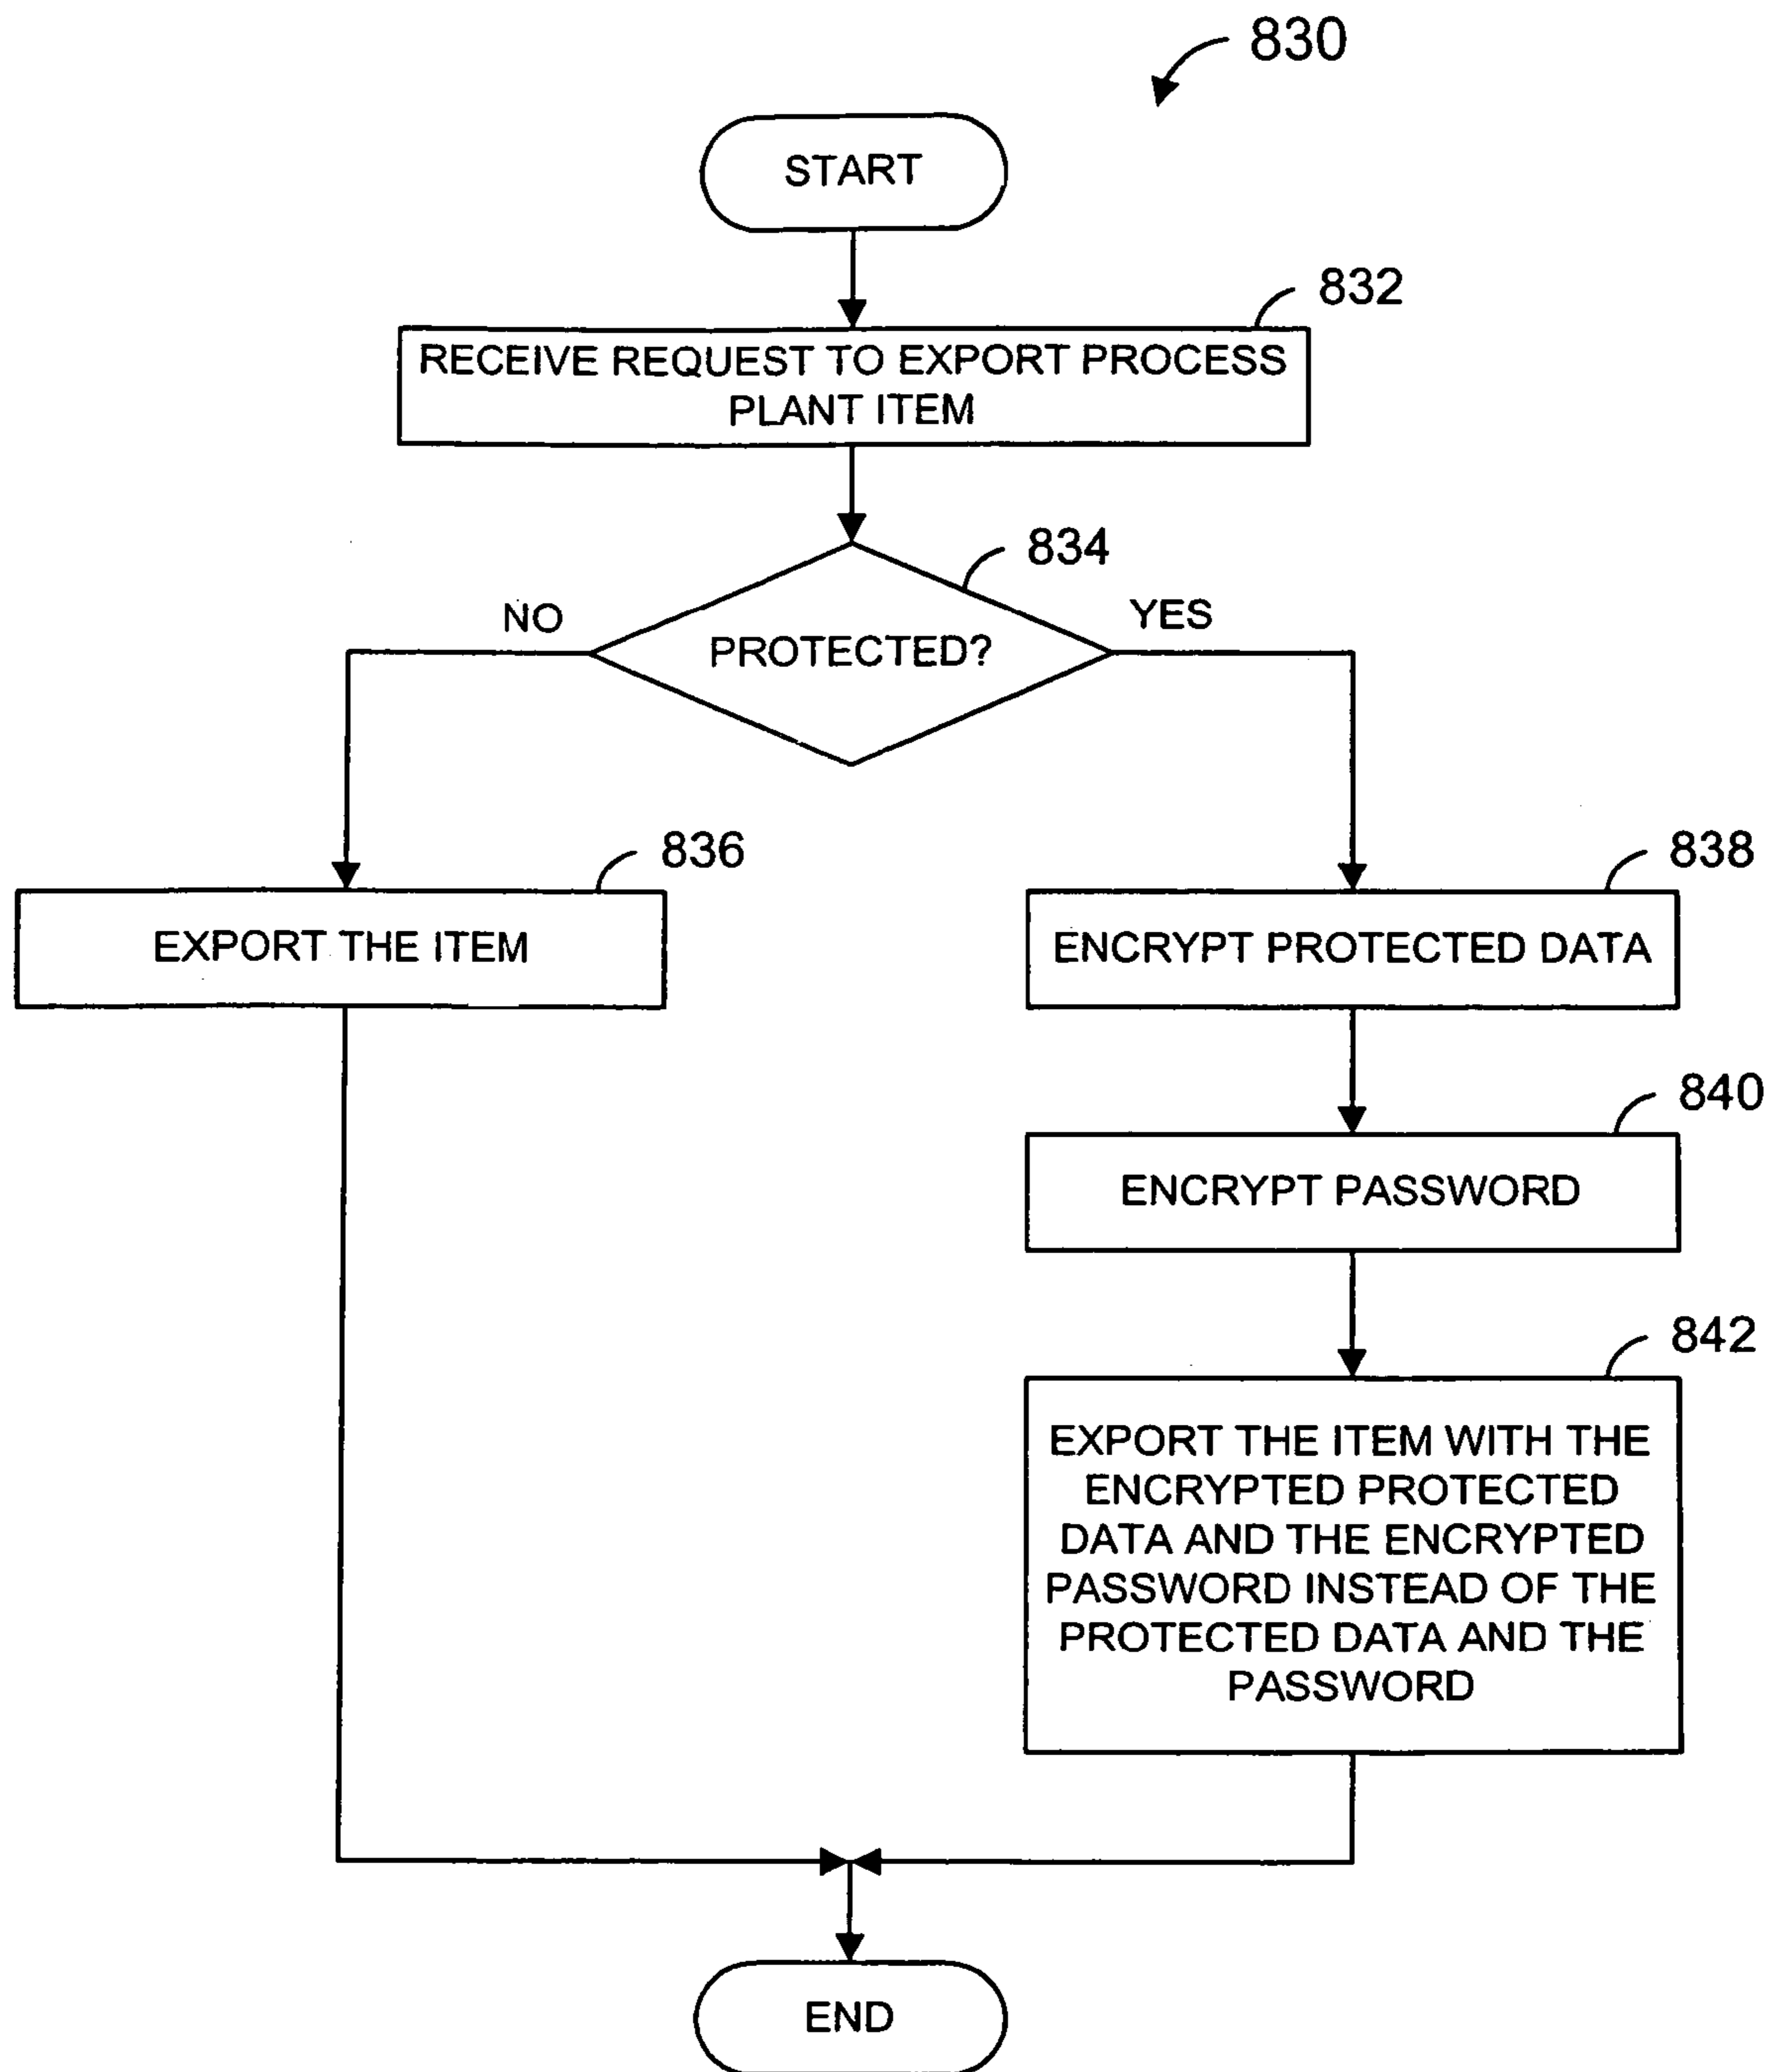 830
START
832
RECEIVE REQUEST TO EXPORT PROCESS
PLANT ITEM
834
NO
YES
PROTECTED?
836
838
EXPORT THE ITEM
ENCRYPT PROTECTED DATA
840
ENCRYPT PASSWORD
842
EXPORT THE ITEM WITH THE
ENCRYPTED PROTECTED
DATA AND THE ENCRYPTED
PASSWORD INSTEAD OF THE
PROTECTED DATA AND THE
PASSWORD
END